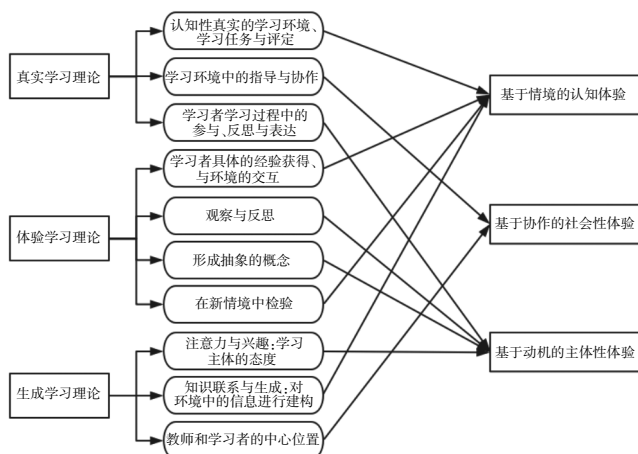 认知性真实的学习环境、
学习任务与评定
真实学习理论
学习环境中的指导与协作
学习者学习过程中的
参与、反思与表达
学习者具体的经验获得、
与环境的交互
体验学习理论
观察与反思
形成抽象的概念
在新情境中检验
注意力与兴趣:学习
主体的态度
生成学习理论
知识联系与生成:对
环境中的信息进行建构
教师和学习者的中心位置
基于情境的认知体验
基于协作的社会性体验
基于动机的主体性体验